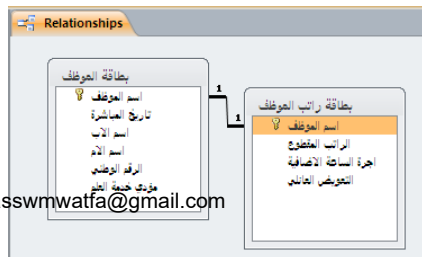 Relationships
بطاقة الموظف
اسم الموظف
تاريخ المباشرة
اسم الاب
اسم الام
الرقم الوطني
مؤدي خدمة العلم
1
1
بطاقة راتب الموظف
اسم الموظف
الراتب المقطوع
اجرة الساعة الاضافية
التعويض العائلي
sswmwatfa@gmail.com